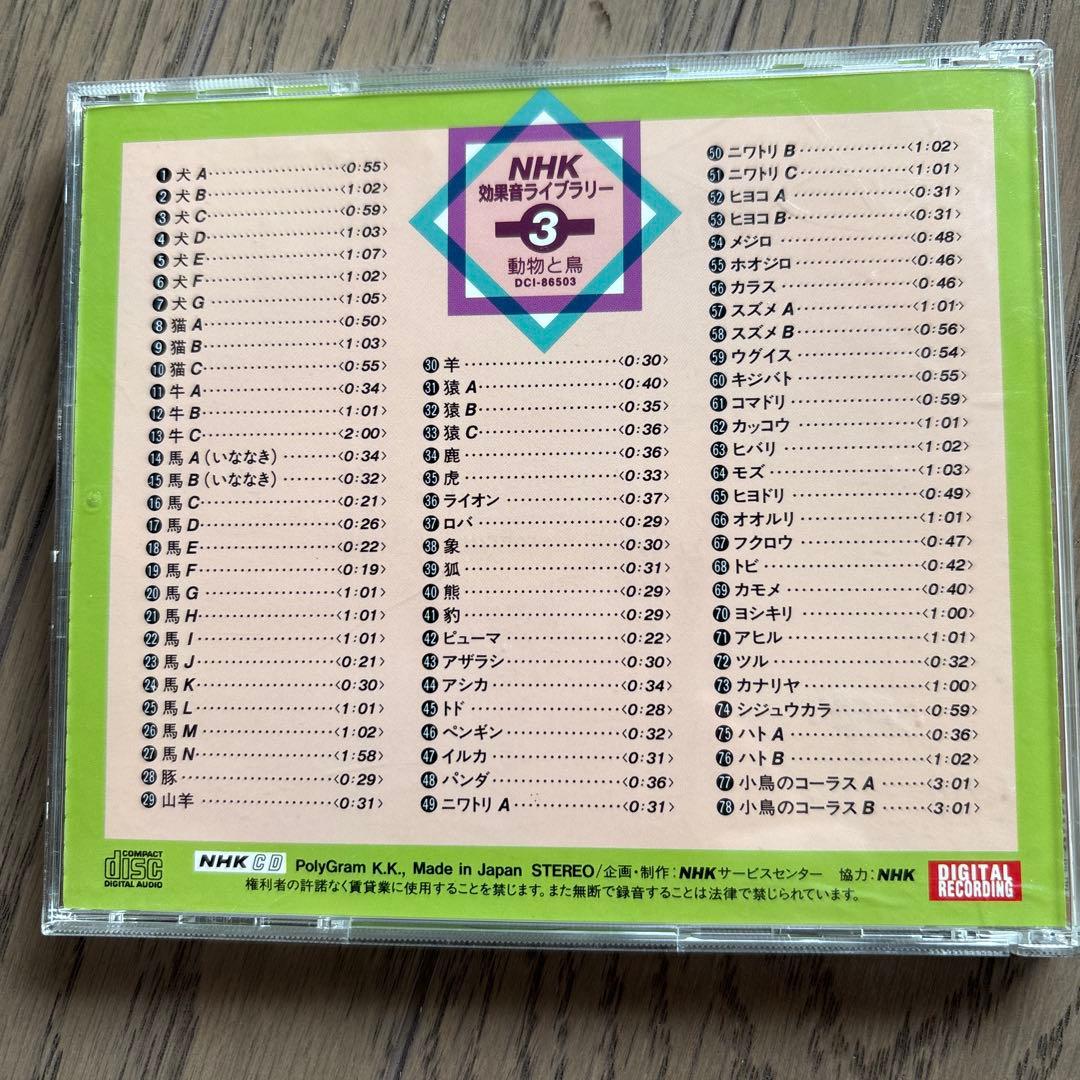 NHK
効果音ライブラリー
3
動物と鳥
DCI-86503
1 犬 A 〈0:55〉
2 犬 B 〈1:02〉
3 犬 C 〈0:59〉
4 犬 D 〈1:03〉
5 犬 E 〈1:07〉
6 犬 F 〈1:02〉
7 犬 G 〈1:05〉
8 猫 A 〈0:50〉
9 猫 B 〈1:03〉
10 猫 C 〈0:55〉
11 牛 A 〈0:34〉
12 牛 B 〈1:01〉
13 牛 C 〈2:00〉
14 馬 A (いななき) 〈0:34〉
15 馬 B (いななき) 〈0:32〉
16 馬 C 〈0:21〉
17 馬 D 〈0:26〉
18 馬 E 〈0:22〉
19 馬 F 〈0:19〉
20 馬 G 〈1:01〉
21 馬 H 〈1:01〉
22 馬 I 〈1:01〉
23 馬 J 〈0:21〉
24 馬 K 〈0:30〉
25 馬 L 〈1:01〉
26 馬 M 〈1:02〉
27 馬 N 〈1:58〉
28 豚 〈0:29〉
29 山羊 〈0:31〉
30 羊 〈0:30〉
31 猿 A 〈0:40〉
32 猿 B 〈0:35〉
33 猿 C 〈0:36〉
34 鹿 〈0:36〉
35 虎 〈0:33〉
36 ライオン 〈0:37〉
37 ロバ 〈0:29〉
38 象 〈0:30〉
39 狐 〈0:31〉
40 熊 〈0:29〉
41 豹 〈0:29〉
42 ピューマ 〈0:22〉
43 アザラシ 〈0:30〉
44 アシカ 〈0:34〉
45 トド 〈0:28〉
46 ペンギン 〈0:32〉
47 イルカ 〈0:31〉
48 パンダ 〈0:36〉
49 ニワトリ A 〈0:31〉
50 ニワトリ B 〈1:02〉
51 ニワトリ C 〈1:01〉
52 ヒヨコ A 〈0:31〉
53 ヒヨコ B 〈0:31〉
54 メジロ 〈0:48〉
55 ホオジロ 〈0:46〉
56 カラス 〈0:46〉
57 スズメ A 〈1:01〉
58 スズメ B 〈0:56〉
59 ウグイス 〈0:54〉
60 キジバト 〈0:55〉
61 コマドリ 〈0:59〉
62 カッコウ 〈1:01〉
63 ヒバリ 〈1:02〉
64 モズ 〈1:03〉
65 ヒヨドリ 〈0:49〉
66 オオルリ 〈1:01〉
67 フクロウ 〈0:47〉
68 トビ 〈0:42〉
69 カモメ 〈0:40〉
70 ヨシキリ 〈1:00〉
71 アヒル 〈1:01〉
72 ツル 〈0:32〉
73 カナリヤ 〈1:00〉
74 シジュウカラ 〈0:59〉
75 ハト A 〈0:36〉
76 ハト B 〈1:02〉
77 小鳥のコーラス A 〈3:01〉
78 小鳥のコーラス B 〈3:01〉
COMPACT
disc
DIGITAL AUDIO
NHK CD PolyGram K.K., Made in Japan STEREO/企画・制作:NHKサービスセンター 協力:NHK
権利者の許諾なく賃貸業に使用することを禁じます。また無断で録音することは法律で禁じられています。
DIGITAL
RECORDING